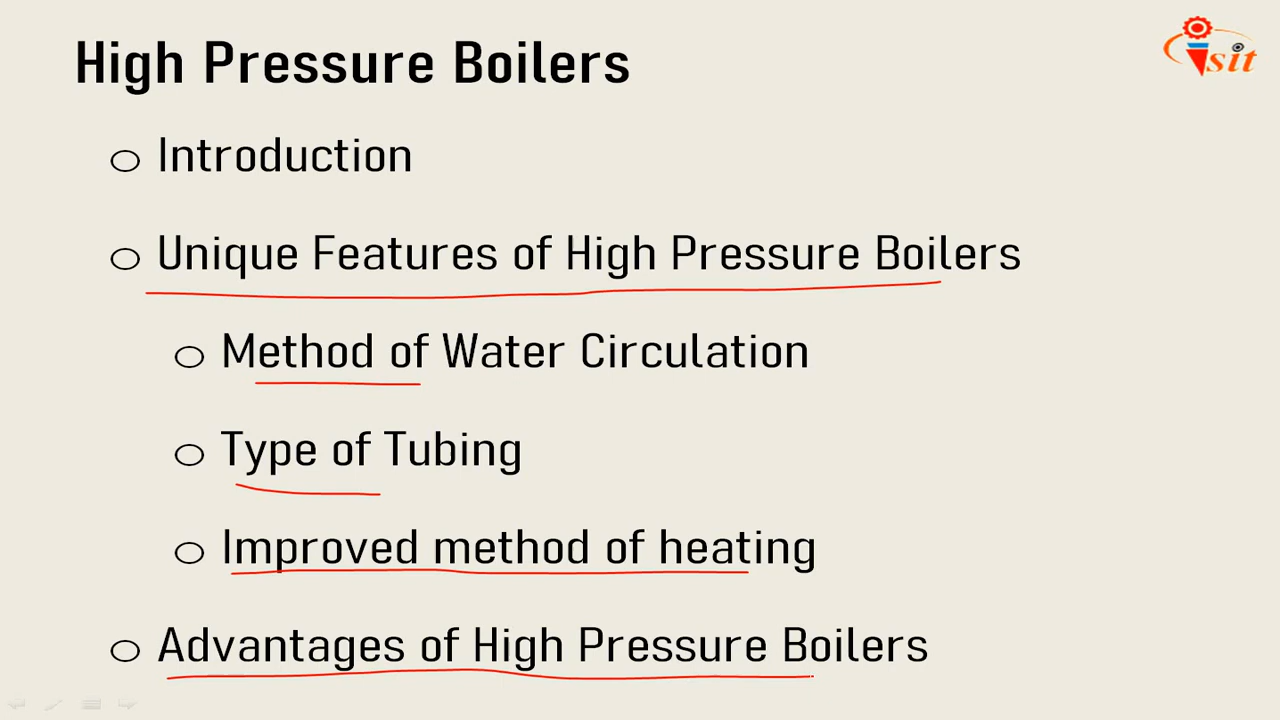 High Pressure Boilers
isit
Introduction
Unique Features of High Pressure Boilers
Method of Water Circulation
Type of Tubing
Improved method of heating
Advantages of High Pressure Boilers